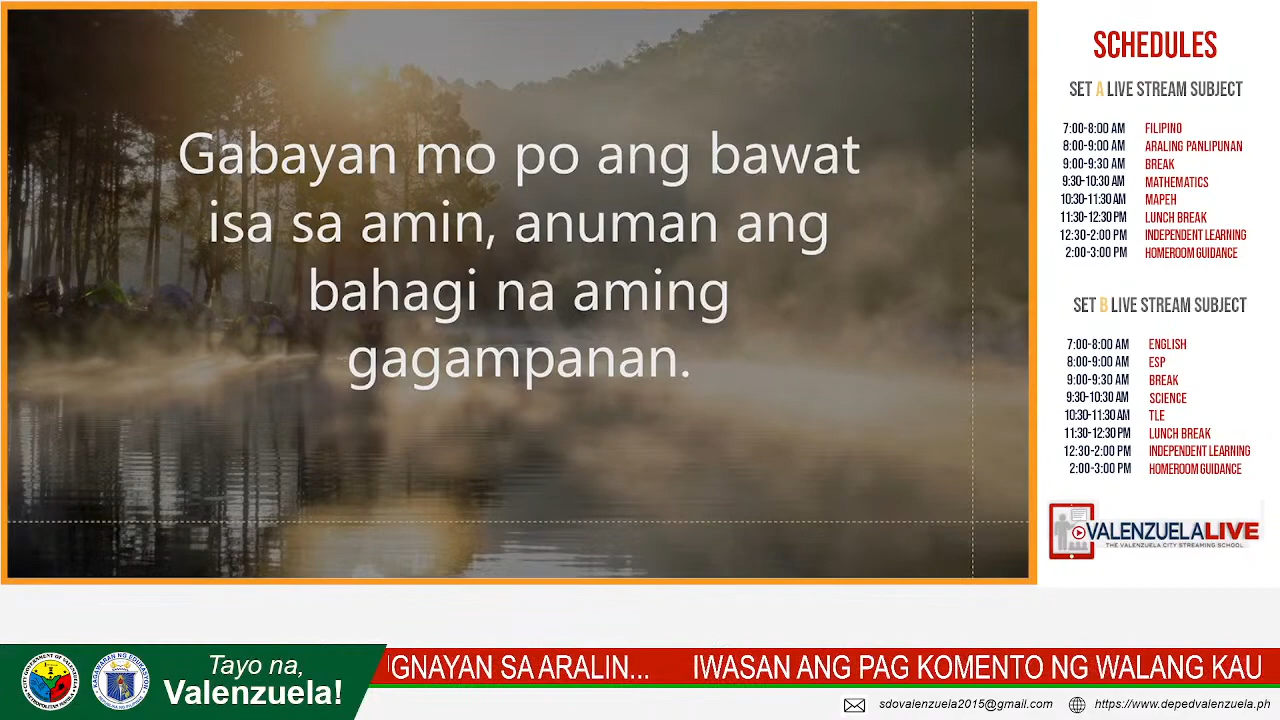 Gabayan mo po ang bawat
isa sa amin, anuman ang
bahagi na aming
gagampanan.
SCHEDULES
SET A LIVE STREAM SUBJECT
7:00-8:00 AM FILIPINO
8:00-9:00 AM ARALING PANLIPUNAN
9:00-9:30 AM BREAK
9:30-10:30 AM MATHEMATICS
10:30-11:30 AM MAPEH
11:30-12:30 PM LUNCH BREAK
12:30-2:00 PM INDEPENDENT LEARNING
2:00-3:00 PM HOMEROOM GUIDANCE
SET B LIVE STREAM SUBJECT
7:00-8:00 AM ENGLISH
8:00-9:00 AM ESP
9:00-9:30 AM BREAK
9:30-10:30 AM SCIENCE
10:30-11:30 AM TLE
11:30-12:30 PM LUNCH BREAK
12:30-2:00 PM INDEPENDENT LEARNING
2:00-3:00 PM HOMEROOM GUIDANCE
VALENZUELALIVE
THE VALENZUELA CITY STREAMING SCHOOL
Tayo na,
Valenzuela!
IGNAYAN SA ARALIN... IWASAN ANG PAG KOMENTO NG WALANG KAU
sdovalenzuela2015@gmail.com https://www.depedvalenzuela.ph